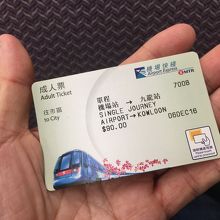 成人票
Adult Ticket
往市區
to City
機場快綫
Airport Express
MTR
7008
單程
機場站 → 九龍站
SINGLE JOURNEY
AIRPORT→ KOWLOON
$90.00
06DEC16